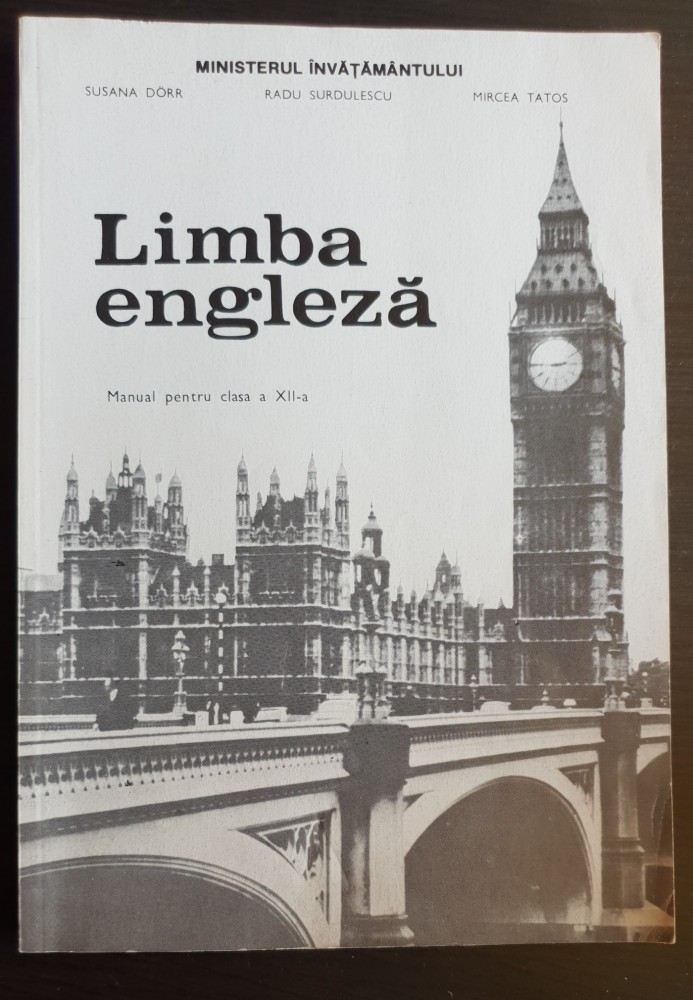 MINISTERUL ÎNVĂȚĂMÂNTULUI
SUSANA DÖRR RADU SURDULESCU MIRCEA TATOS
Limba
engleză
Manual pentru clasa a XII-a